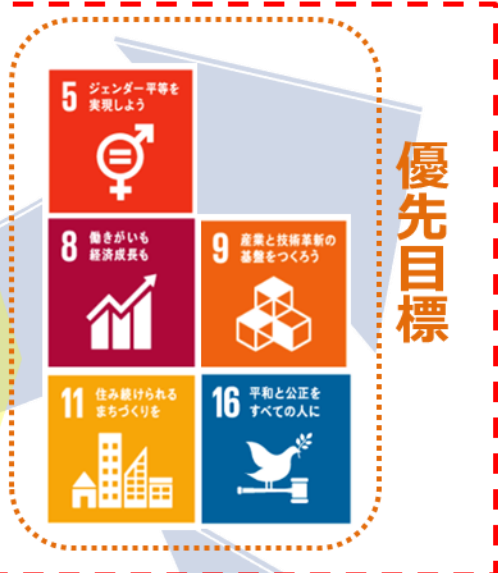 5 ジェンダー平等を
実現しよう
8 働きがいも
経済成長も
9 産業と技術革新の
基盤をつくろう
11 住み続けられる
まちづくりを
16 平和と公正を
すべての人に
優先目標